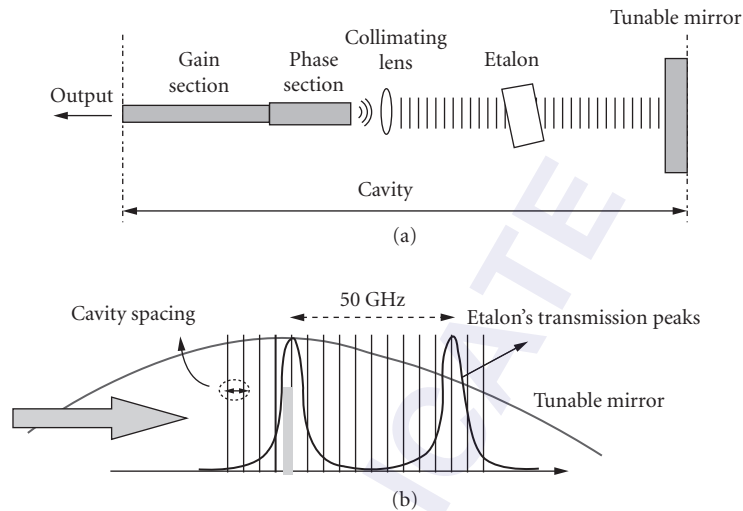 Tunable mirror
Collimating
lens
Gain
section
Phase
section
Etalon
Output
Cavity
(a)
50 GHz
Cavity spacing
Etalon's transmission peaks
Tunable mirror
(b)